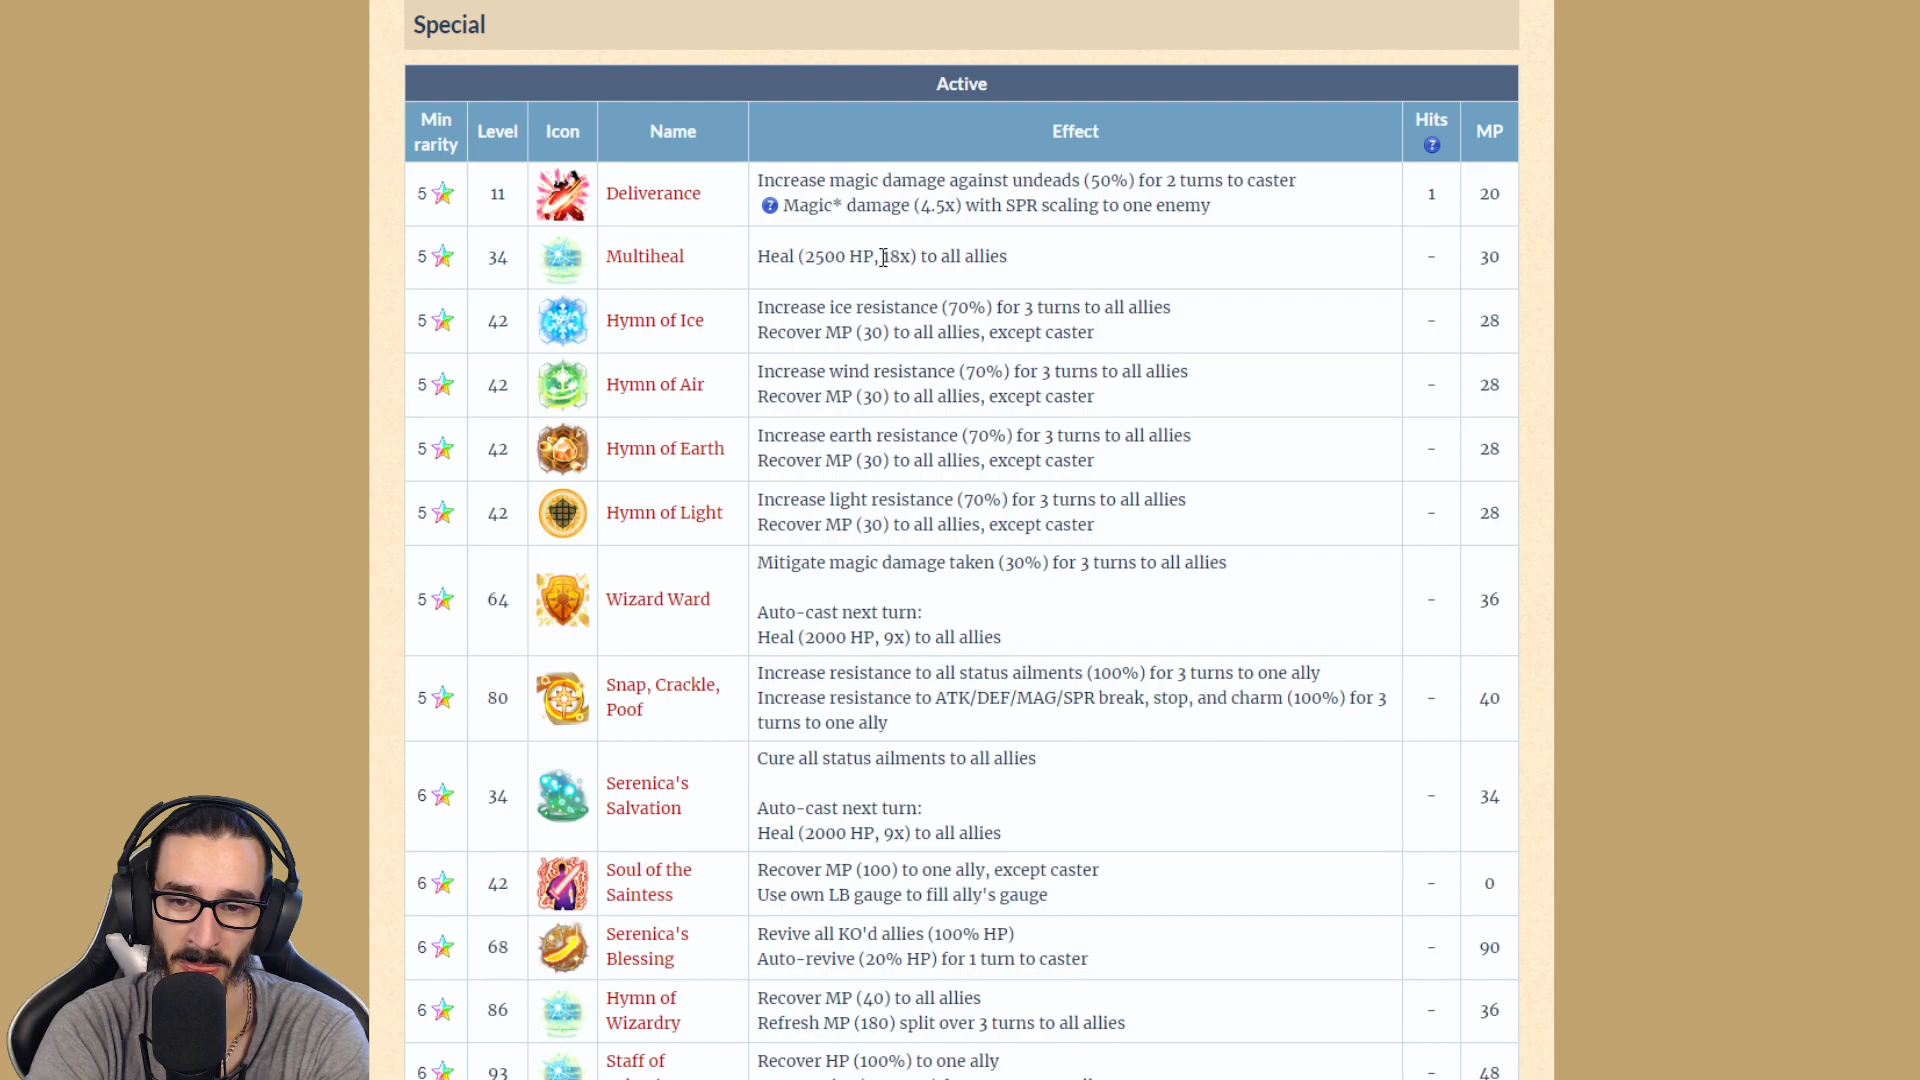 Special
Active
Min rarity Level Icon Name Effect Hits MP
5 11 Deliverance Increase magic damage against undeads (50%) for 2 turns to caster
? Magic* damage (4.5x) with SPR scaling to one enemy 1 20
5 34 Multiheal Heal (2500 HP, 18x) to all allies - 30
5 42 Hymn of Ice Increase ice resistance (70%) for 3 turns to all allies
Recover MP (30) to all allies, except caster - 28
5 42 Hymn of Air Increase wind resistance (70%) for 3 turns to all allies
Recover MP (30) to all allies, except caster - 28
5 42 Hymn of Earth Increase earth resistance (70%) for 3 turns to all allies
Recover MP (30) to all allies, except caster - 28
5 42 Hymn of Light Increase light resistance (70%) for 3 turns to all allies
Recover MP (30) to all allies, except caster - 28
5 64 Wizard Ward Mitigate magic damage taken (30%) for 3 turns to all allies
Auto-cast next turn:
Heal (2000 HP, 9x) to all allies - 36
5 80 Snap, Crackle, Poof Increase resistance to all status ailments (100%) for 3 turns to one ally
Increase resistance to ATK/DEF/MAG/SPR break, stop, and charm (100%) for 3
turns to one ally - 40
6 34 Serenica's Salvation Cure all status ailments to all allies
Auto-cast next turn:
Heal (2000 HP, 9x) to all allies - 34
6 42 Soul of the Saintess Recover MP (100) to one ally, except caster
Use own LB gauge to fill ally's gauge - 0
6 68 Serenica's Blessing Revive all KO'd allies (100% HP)
Auto-revive (20% HP) for 1 turn to caster - 90
6 86 Hymn of Wizardry Recover MP (40) to all allies
Refresh MP (180) split over 3 turns to all allies - 36
6 93 Staff of Recover HP (100%) to one ally - 48